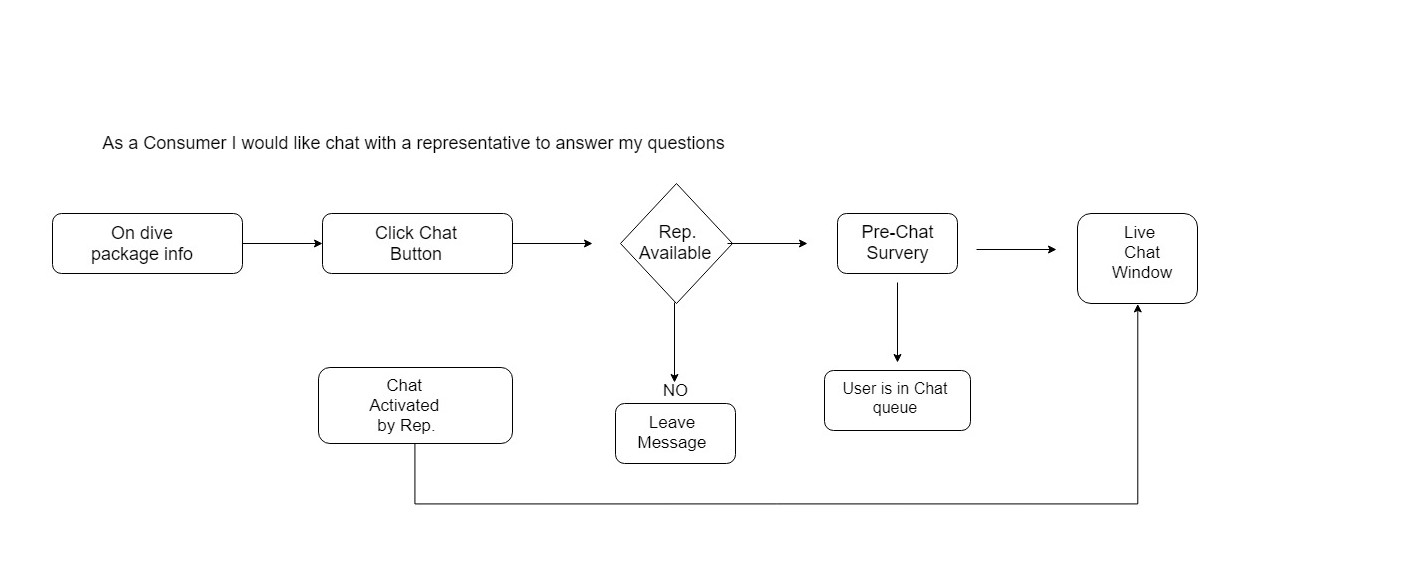 As a Consumer I would like chat with a representative to answer my questions
On dive
package info
Click Chat
Button
Rep.
Available
Pre-Chat
Survery
Live
Chat
Window
Chat
Activated
by Rep.
NO
Leave
Message
User is in Chat
queue